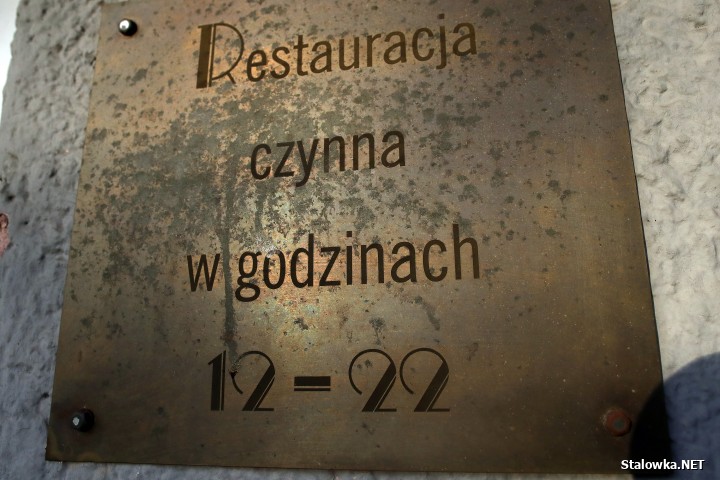 Restauracja
czynna
w godzinach
12 - 22
Stalowka.NET